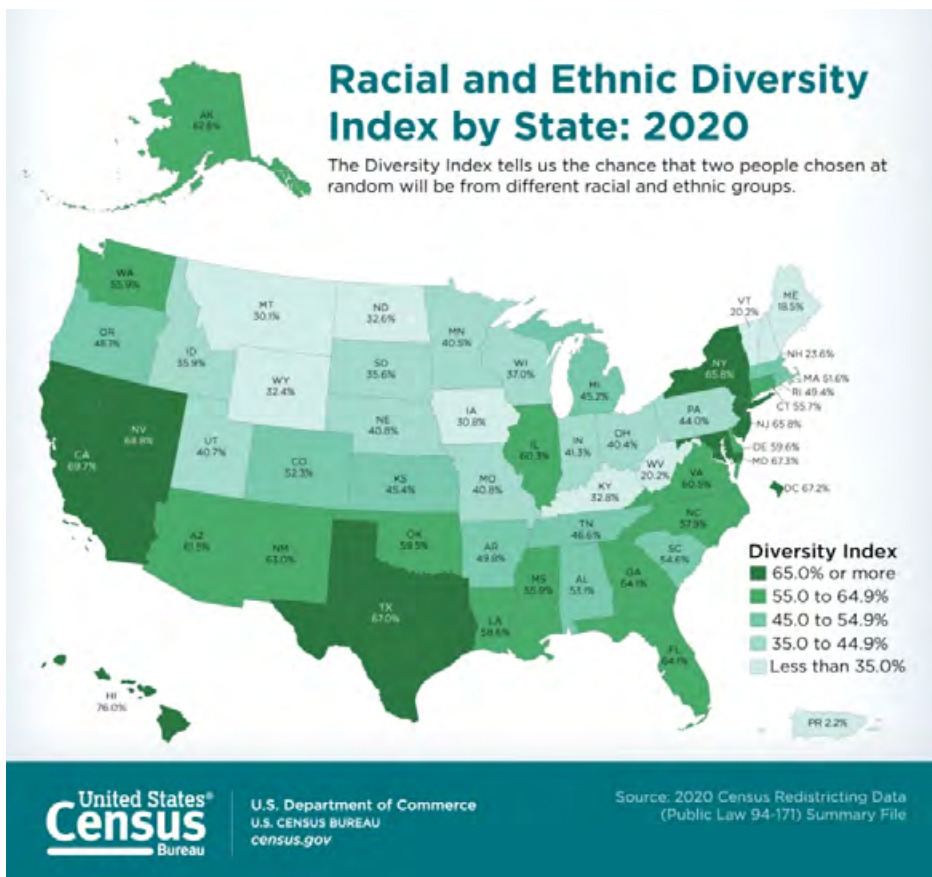 Racial and Ethnic Diversity
Index by State: 2020
The Diversity Index tells us the chance that two people chosen at
random will be from different racial and ethnic groups.
AK
62.8%
WA
55.9%
OR
MT
30.1%
ND
32.6%
MN
40.5%
VT
20.2%
ME
18.5%
ID
35.9%
SD
35.6%
WI
37.0%
MI
45.2%
NY
65.8%
NH 23.6%
MA 51.6%
RI 49.4%
CT 55.7%
NJ 65.8%
WY
32.4%
NE
40.8%
IA
30.8%
PA
44.0%
DE 59.6%
MD 67.3%
DC 67.2%
NV
68.8%
CA
69.7%
UT
40.7%
CO
52.3%
KS
45.4%
MO
40.8%
IL
60.3%
IN
41.3%
OH
40.4%
WV
20.2%
KY
32.8%
VA
60.5%
AZ
61.5%
NM
63.0%
OK
59.5%
AR
49.8%
TN
46.6%
NC
57.9%
SC
54.6%
TX
67.0%
LA
58.6%
MS
55.9%
AL
53.1%
GA
64.1%
FL
64.1%
HI
76.0%
PR 2.2%
Diversity Index
65.0% or more
55.0 to 64.9%
45.0 to 54.9%
35.0 to 44.9%
Less than 35.0%
United States®
Census
Bureau
U.S. Department of Commerce
U.S. CENSUS BUREAU
census.gov
Source: 2020 Census Redistricting Data
(Public Law 94-171) Summary File